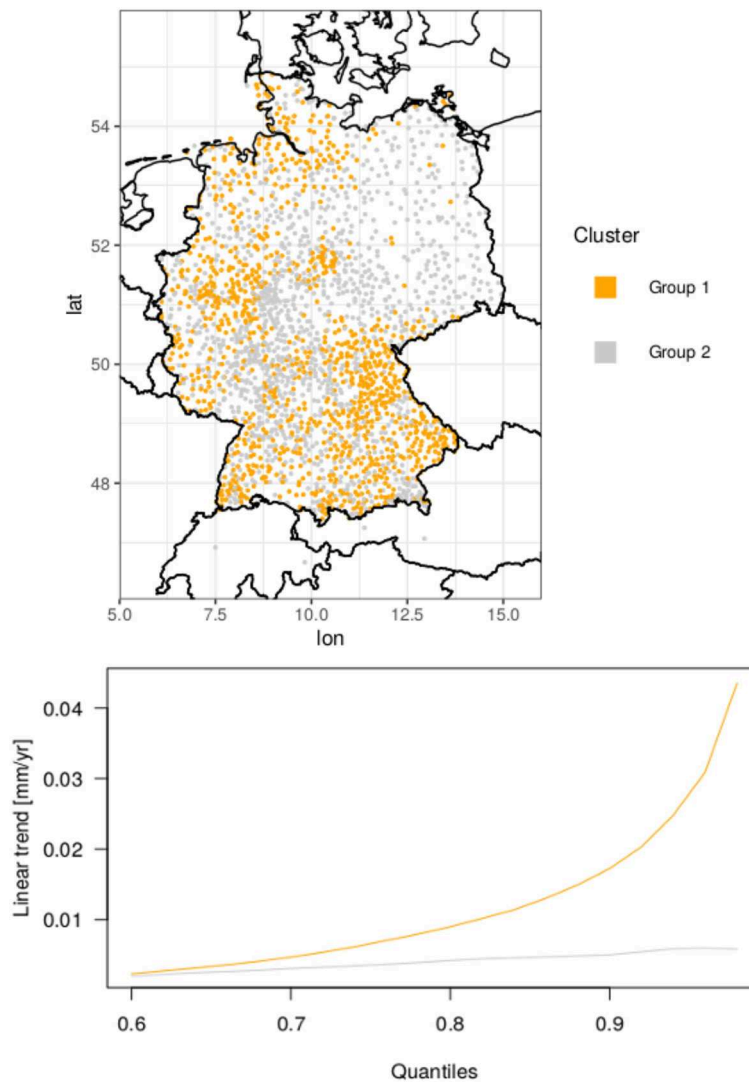 54
52
50
48
lat
5.0 7.5 10.0 12.5 15.0
lon
Cluster
Group 1
Group 2
0.04
0.03
0.02
0.01
Linear trend [mm/yr]
0.6 0.7 0.8 0.9
Quantiles